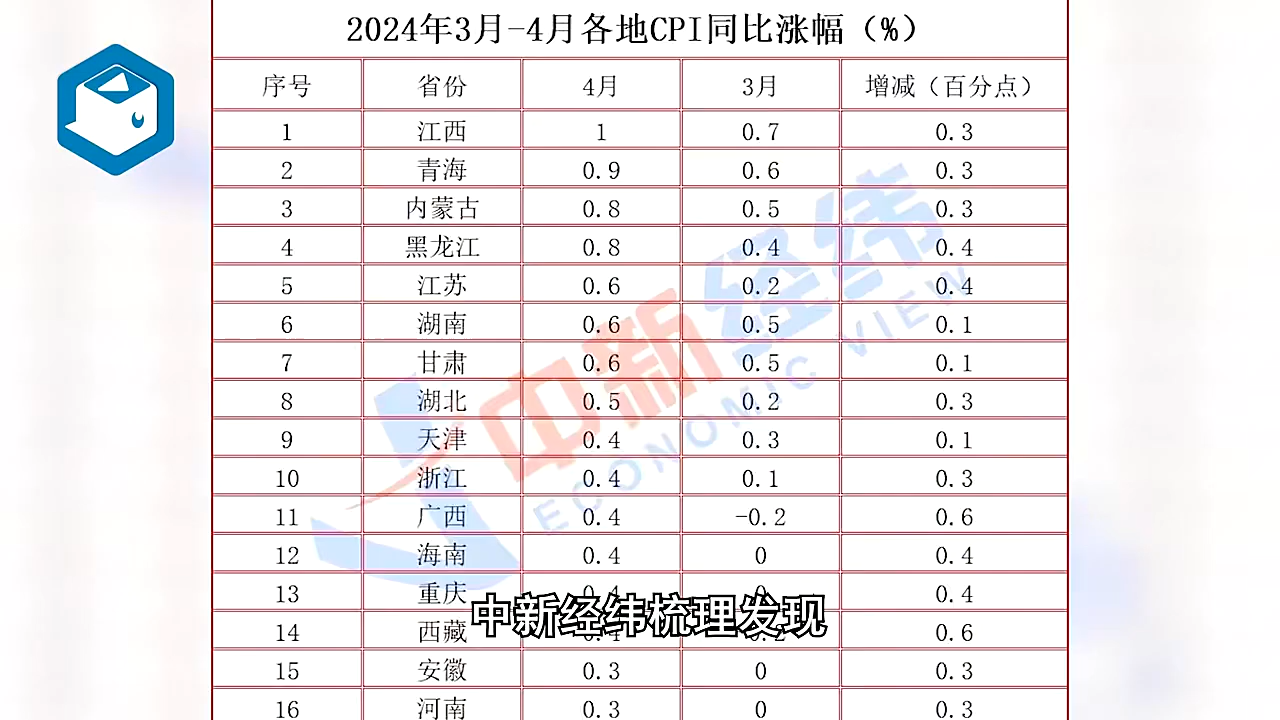 2024年3月-4月各地CPI同比涨幅（%）
序号 省份 4月 3月 增减（百分点）
1 江西 1 0.7 0.3
2 青海 0.9 0.6 0.3
3 内蒙古 0.8 0.5 0.3
4 黑龙江 0.8 0.4 0.4
5 江苏 0.6 0.2 0.4
6 湖南 0.6 0.5 0.1
7 甘肃 0.6 0.5 0.1
8 湖北 0.5 0.2 0.3
9 天津 0.4 0.3 0.1
10 浙江 0.4 0.1 0.3
11 广西 0.4 -0.2 0.6
12 海南 0.4 0 0.4
13 重庆 0.4
14 西藏 0.6
15 安徽 0.3 0 0.3
16 河南 0.3 0 0.3
中新经纬
ECONOMIC VIEW
中新经纬梳理发现